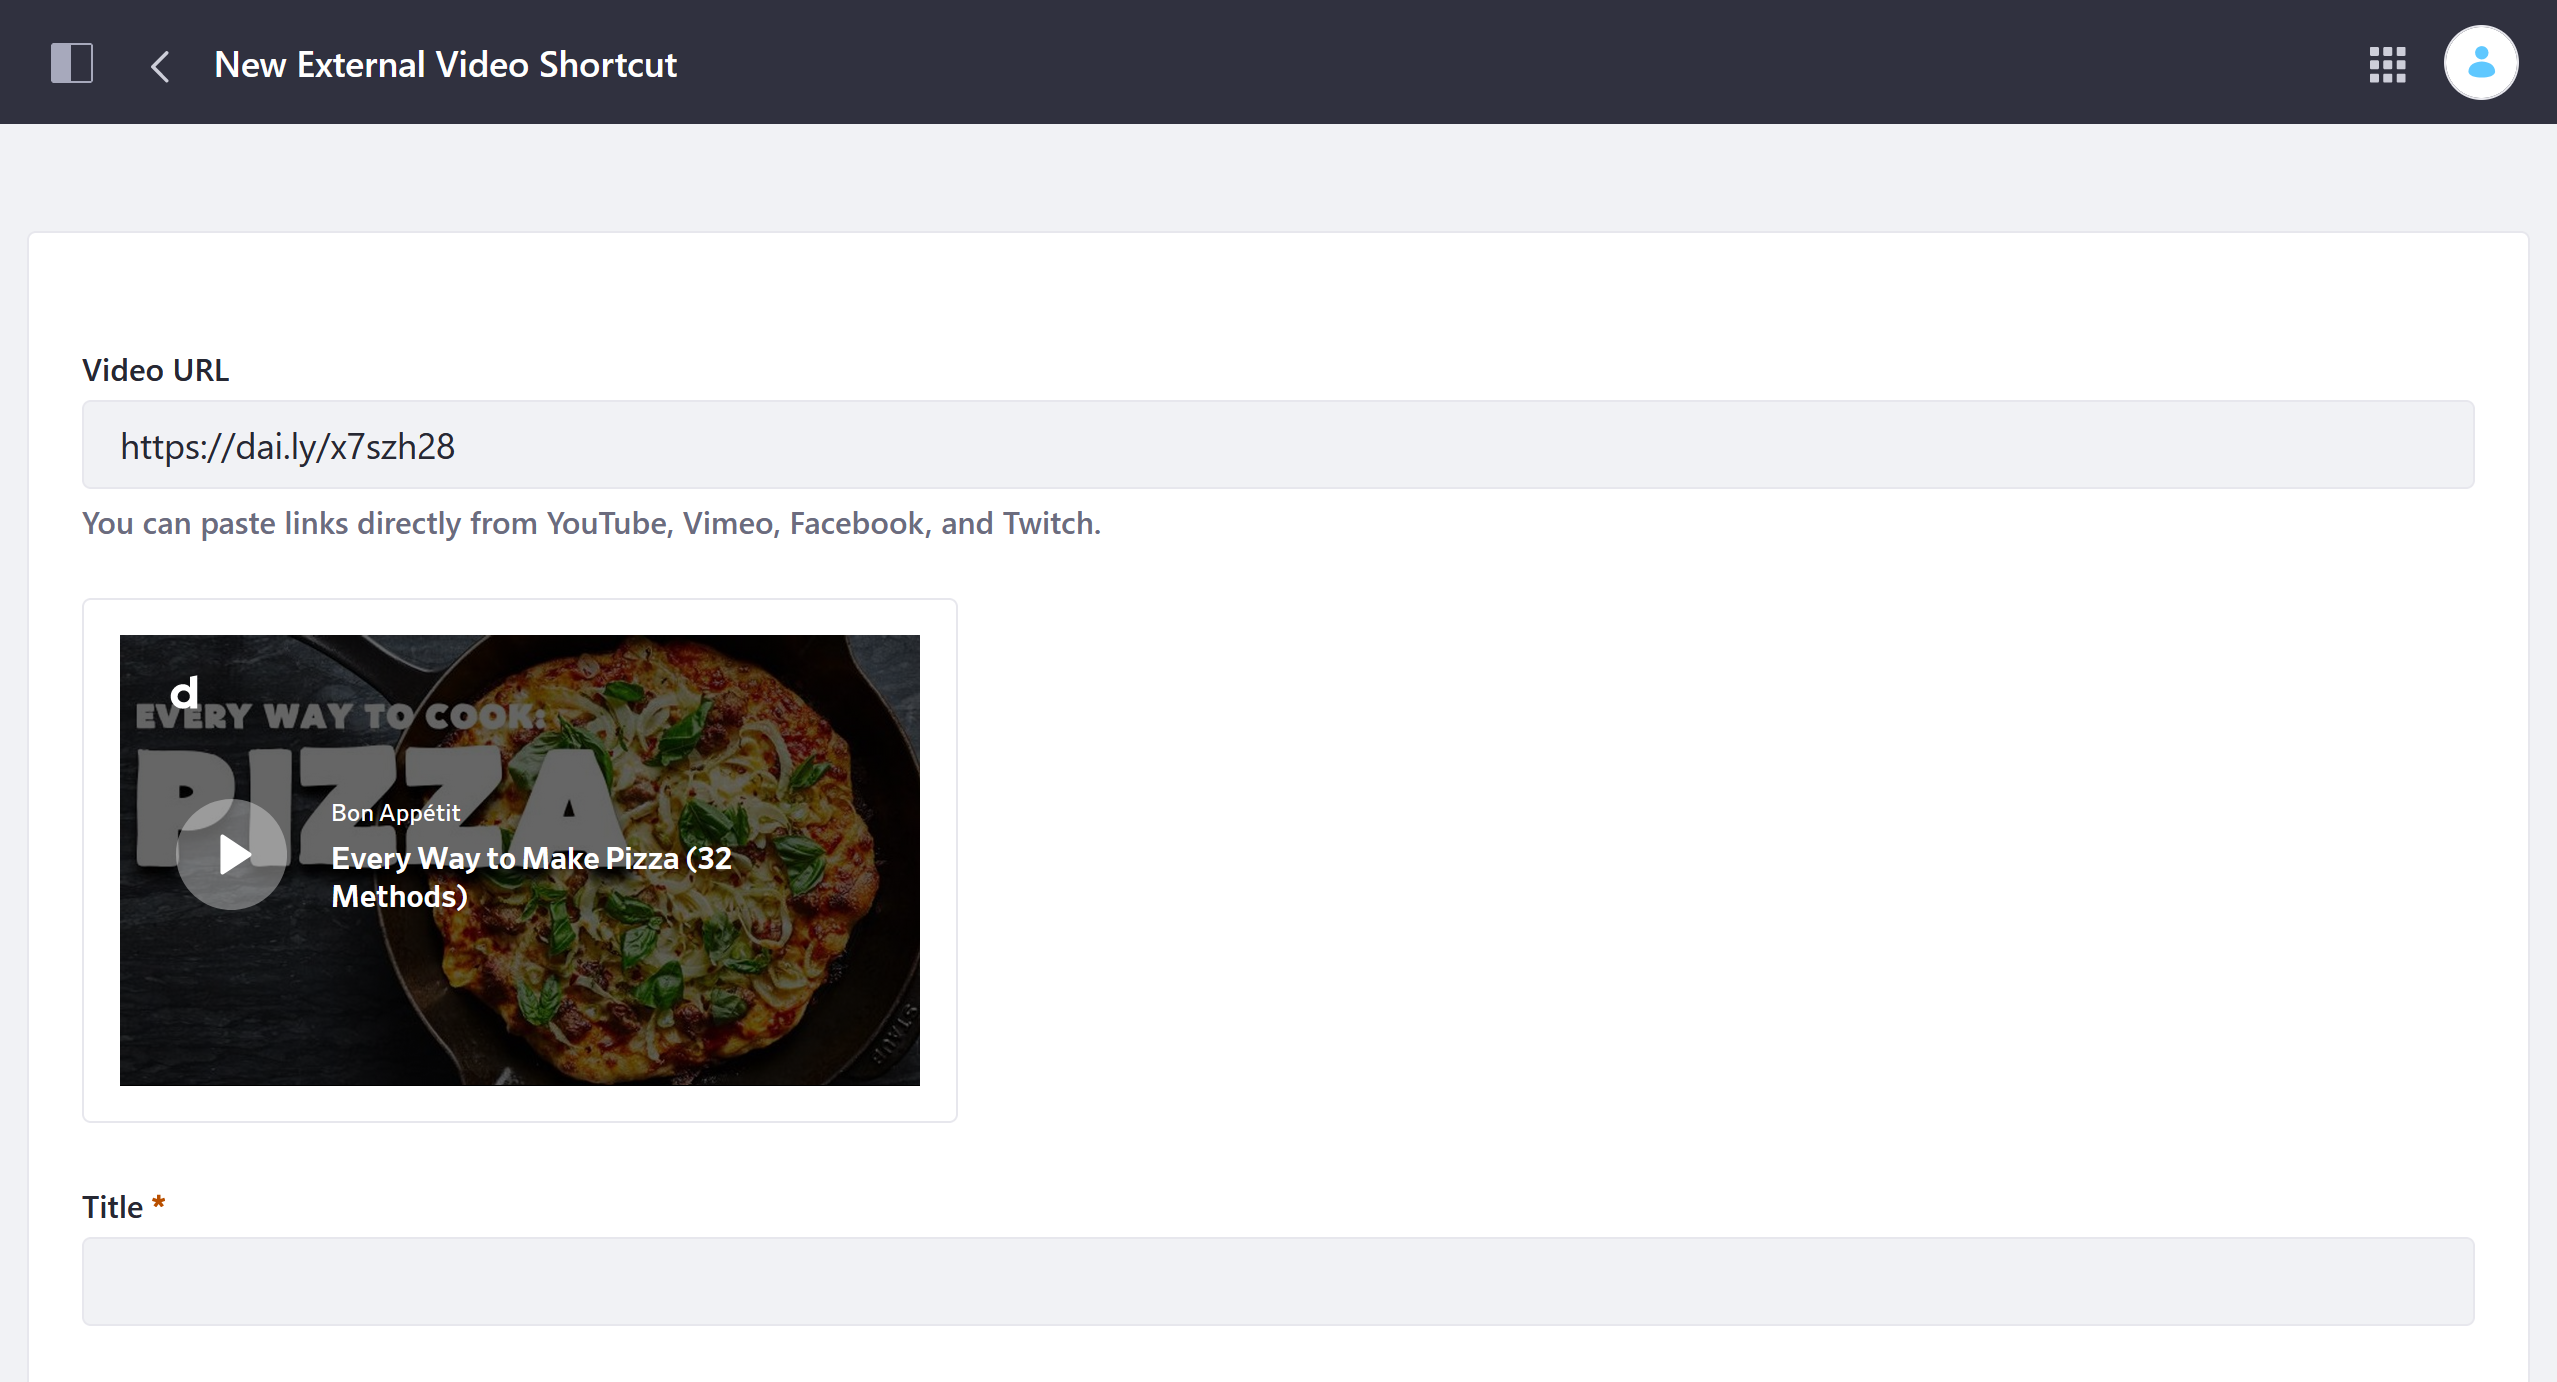 New External Video Shortcut
Video URL
https://dai.ly/x7szh28
You can paste links directly from YouTube, Vimeo, Facebook, and Twitch.
d
EVERY WAY TO COOK:
PIZZA
Bon Appétit
Every Way to Make Pizza (32
Methods)
STAUB
Title *